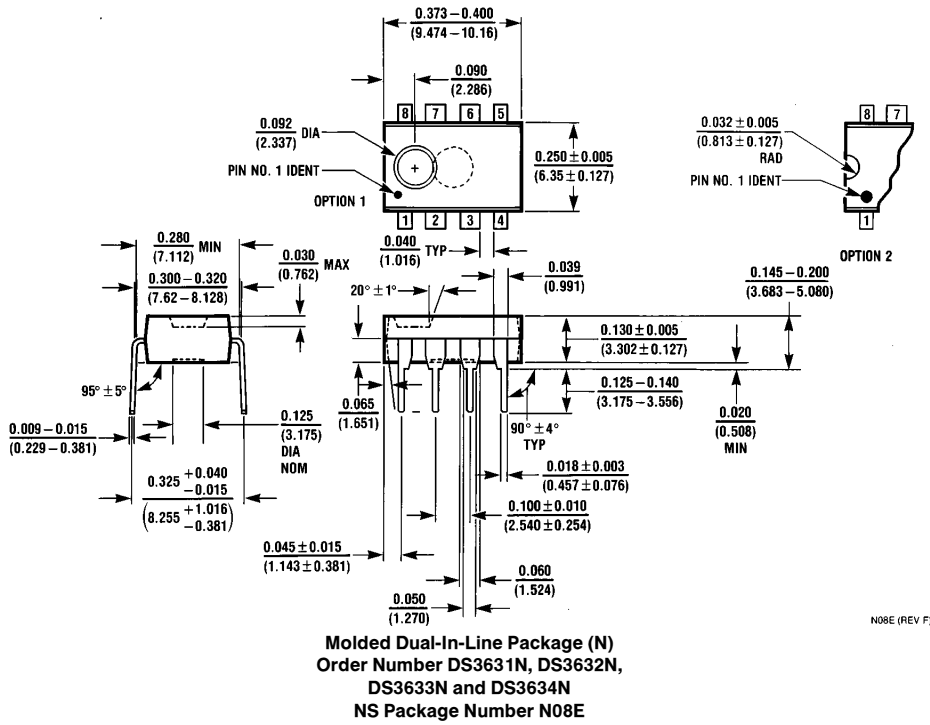 0.373 – 0.400
(9.474 – 10.16)
0.090
(2.286)
8 7 6 5
0.092 DIA
(2.337)
PIN NO. 1 IDENT
OPTION 1
1 2 3 4
0.250 ± 0.005
(6.35 ± 0.127)
8 7
0.032 ± 0.005
(0.813 ± 0.127)
RAD
PIN NO. 1 IDENT
1
OPTION 2
0.280 MIN
(7.112)
0.030 MAX
(0.762)
0.300 – 0.320
(7.62 – 8.128)
0.040 TYP
(1.016)
0.039
(0.991)
0.145 – 0.200
(3.683 – 5.080)
20° ± 1°
0.130 ± 0.005
(3.302 ± 0.127)
95° ± 5°
0.065
(1.651)
0.125 – 0.140
(3.175 – 3.556)
0.020
(0.508)
MIN
90° ± 4°
TYP
0.009 – 0.015
(0.229 – 0.381)
0.125
(3.175)
DIA
NOM
0.018 ± 0.003
(0.457 ± 0.076)
0.325 +0.040
−0.015
(8.255 +1.016
−0.381)
0.100 ± 0.010
(2.540 ± 0.254)
0.045 ± 0.015
(1.143 ± 0.381)
0.060
(1.524)
0.050
(1.270)
N08E (REV F)
Molded Dual-In-Line Package (N)
Order Number DS3631N, DS3632N,
DS3633N and DS3634N
NS Package Number N08E